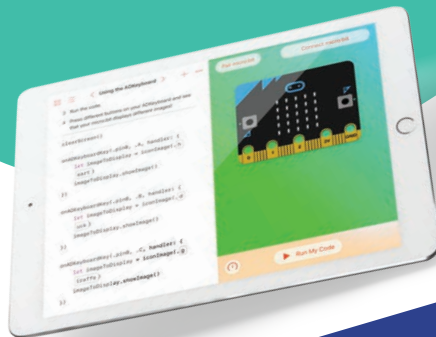 Using the ADKeyboard
Pair micro:bit
Connect micro:bit
3 Run the code.
4 Press different buttons on your ADKeyboard and see
that your micro:bit displays different images!
clearScreen()
onADKeyboardKey(.pin0, .A, handler: {
let imageToDisplay = iconImage(.h
eart)
imageToDisplay.showImage()
})
onADKeyboardKey(.pin0, .B, handler: {
let imageToDisplay = iconImage(.d
uck)
imageToDisplay.showImage()
})
onADKeyboardKey(.pin0, .C, handler: {
let imageToDisplay = iconImage(.g
iraffe)
imageToDisplay.showImage()
})
Run My Code